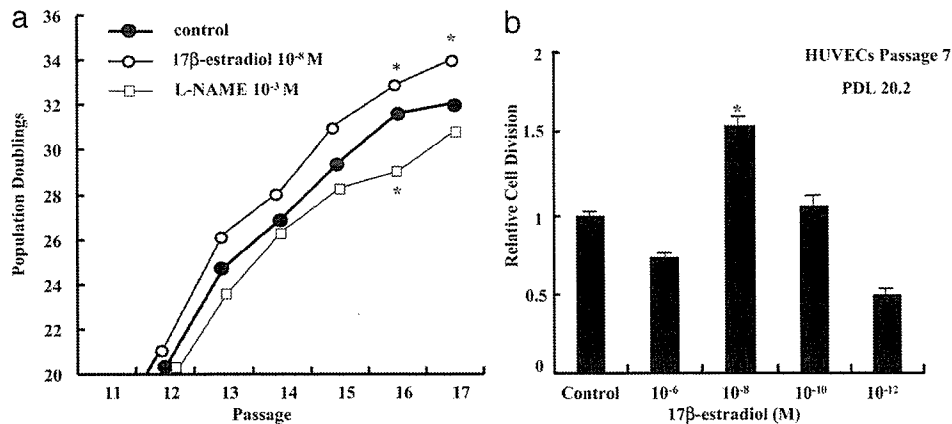 a
control
17β-estradiol 10⁻⁸ M
L-NAME 10⁻³ M
Population Doublings
36
34
32
30
28
26
24
22
20
*
*
*
11 12 13 14 15 16 17
Passage
b
HUVECs Passage 7
PDL 20.2
Relative Cell Division
2
1.5
1
0.5
0
*
Control 10⁻⁶ 10⁻⁸ 10⁻¹⁰ 10⁻¹²
17β-estradiol (M)